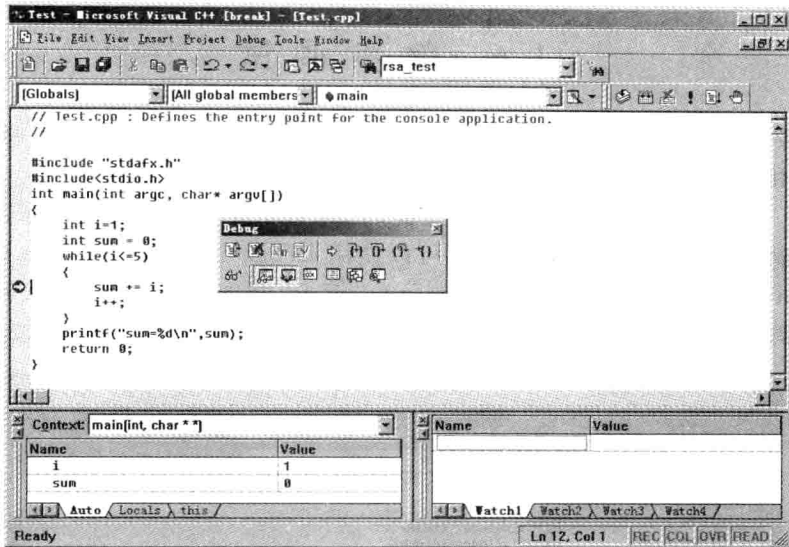 Test - Microsoft Visual C++ [break] - [Test.cpp]
File Edit View Insert Project Debug Tools Window Help
rsa_test
(Globals) (All global members main
// Test.cpp : Defines the entry point for the console application.
//
#include "stdafx.h"
#include<stdio.h>
int main(int argc, char* argv[])
{
int i=1;
int sum = 0;
while(i<=5)
{
sum += i;
i++;
}
printf("sum=%d\n",sum);
return 0;
}
Debug
Context: main(int, char * *)
Name Value
i 1
sum 0
Auto Locals this
Name Value
Watch1 Watch2 Watch3 Watch4
Ready
Ln 12, Col 1 REC COL OVR READ